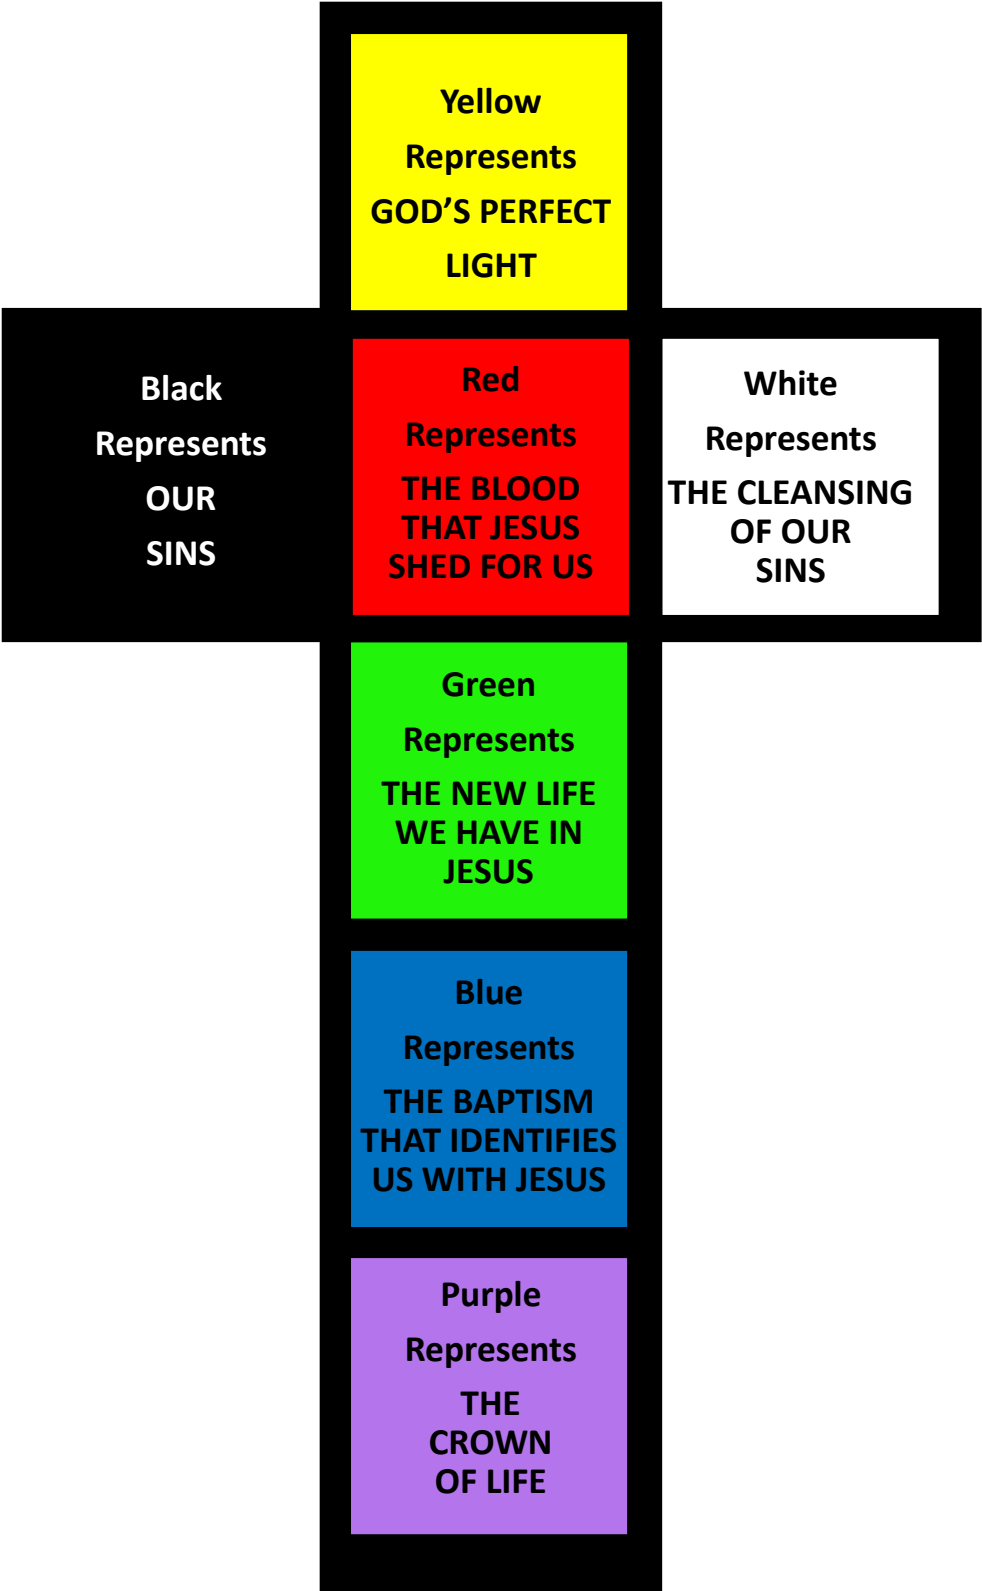 Yellow
Represents
GOD’S PERFECT
LIGHT
Black
Represents
OUR
SINS
Red
Represents
THE BLOOD
THAT JESUS
SHED FOR US
White
Represents
THE CLEANSING
OF OUR
SINS
Green
Represents
THE NEW LIFE
WE HAVE IN
JESUS
Blue
Represents
THE BAPTISM
THAT IDENTIFIES
US WITH JESUS
Purple
Represents
THE
CROWN
OF LIFE